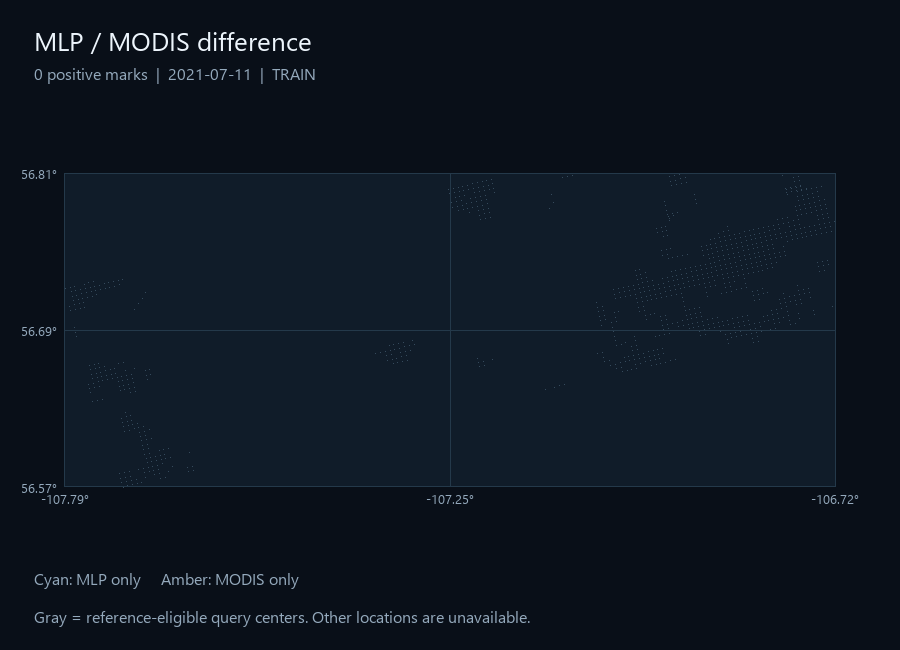 MLP / MODIS difference
0 positive marks | 2021-07-11 | TRAIN
56.81°
56.69°
56.57°
-107.79°
-107.25°
-106.72°
Cyan: MLP only Amber: MODIS only
Gray = reference-eligible query centers. Other locations are unavailable.